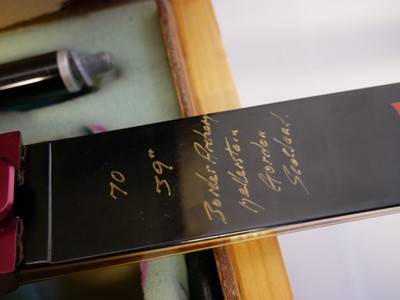 70
39"
Border Archery
Mellerstain
Gordon
Scotland.